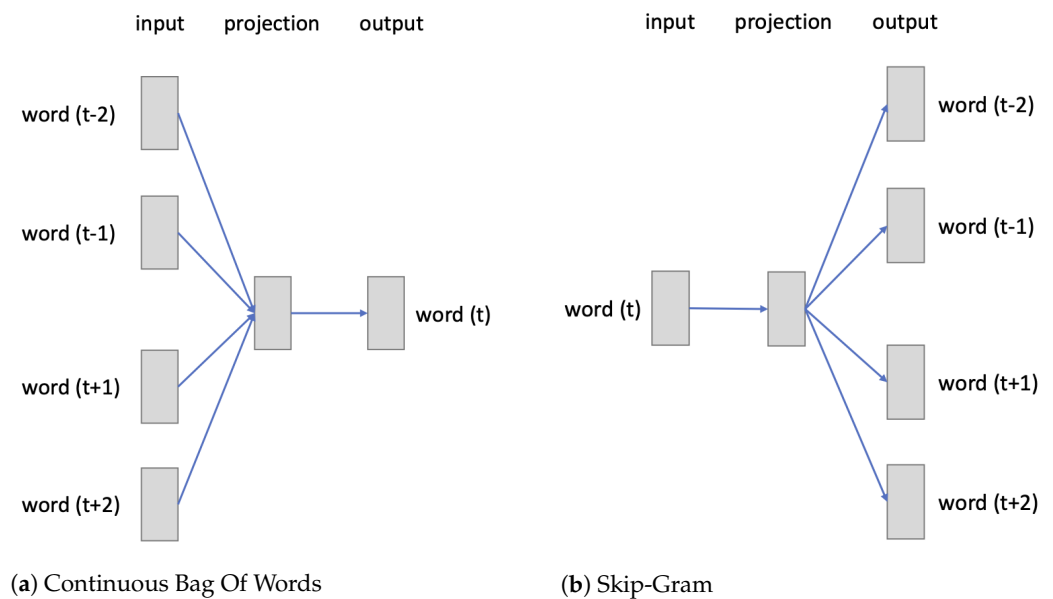 input projection output
word (t-2)
word (t-1)
word (t)
word (t+1)
word (t+2)
(a) Continuous Bag Of Words
input projection output
word (t-2)
word (t-1)
word (t)
word (t+1)
word (t+2)
(b) Skip-Gram